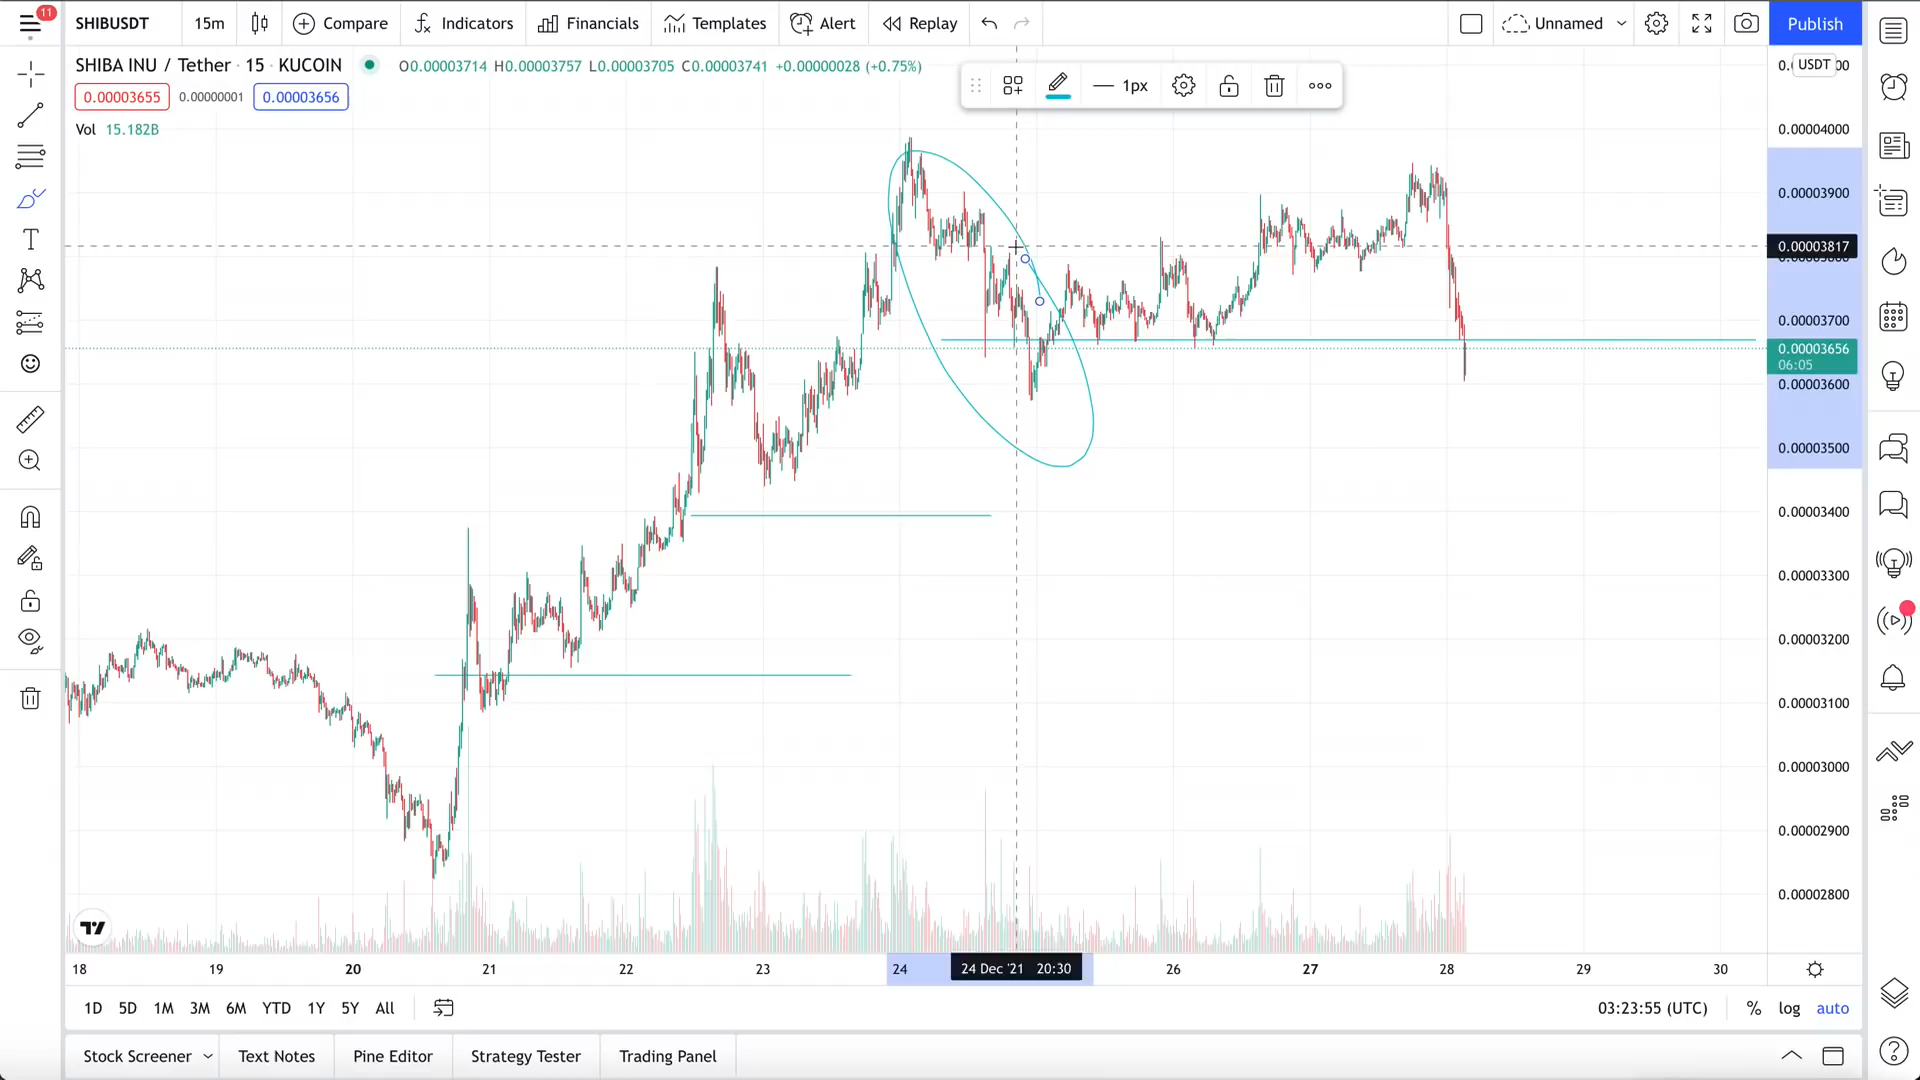 11
SHIBUSDT
15m
Compare
Indicators
Financials
Templates
Alert
Replay
Unnamed
Publish
SHIBA INU / Tether · 15 · KUCOIN
O0.00003714 H0.00003757 L0.00003705 C0.00003741 +0.00000028 (+0.75%)
0.00003655
0.00000001
0.00003656
Vol 15.182B
1px
USDT
0.00004000
0.00003900
0.00003817
0.00003700
0.00003656
06:05
0.00003600
0.00003500
0.00003400
0.00003300
0.00003200
0.00003100
0.00003000
0.00002900
0.00002800
18 19 20 21 22 23 24 24 Dec '21 20:30 26 27 28 29 30
1D 5D 1M 3M 6M YTD 1Y 5Y All
03:23:55 (UTC)
% log auto
Stock Screener
Text Notes
Pine Editor
Strategy Tester
Trading Panel